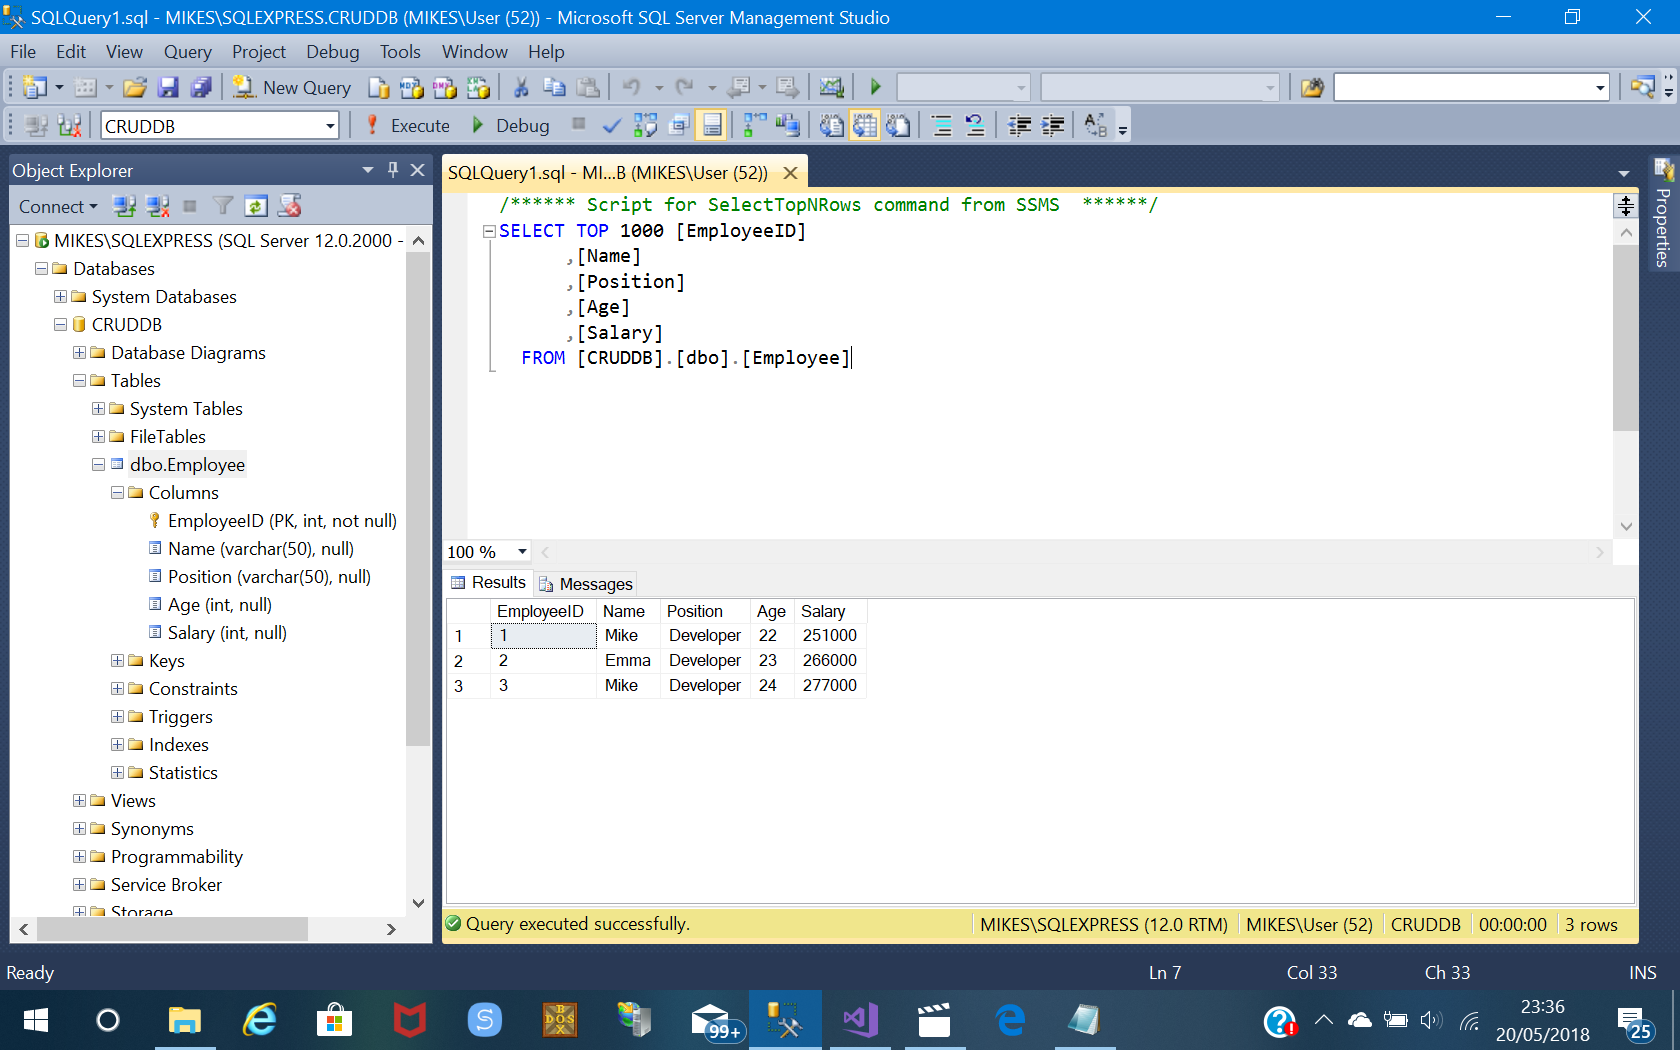 SQLQuery1.sql - MIKES\SQLEXPRESS.CRUDDB (MIKES\User (52)) - Microsoft SQL Server Management Studio
File Edit View Query Project Debug Tools Window Help
New Query
CRUDDB Execute Debug
Object Explorer
Connect
MIKES\SQLEXPRESS (SQL Server 12.0.2000 -
Databases
System Databases
CRUDDB
Database Diagrams
Tables
System Tables
FileTables
dbo.Employee
Columns
EmployeeID (PK, int, not null)
Name (varchar(50), null)
Position (varchar(50), null)
Age (int, null)
Salary (int, null)
Keys
Constraints
Triggers
Indexes
Statistics
Views
Synonyms
Programmability
Service Broker
Storage
SQLQuery1.sql - MI...B (MIKES\User (52))
/****** Script for SelectTopNRows command from SSMS ******/
SELECT TOP 1000 [EmployeeID]
,[Name]
,[Position]
,[Age]
,[Salary]
FROM [CRUDDB].[dbo].[Employee]
Properties
100 %
Results Messages
EmployeeID Name Position Age Salary
1 1 Mike Developer 22 251000
2 2 Emma Developer 23 266000
3 3 Mike Developer 24 277000
Query executed successfully. MIKES\SQLEXPRESS (12.0 RTM) MIKES\User (52) CRUDDB 00:00:00 3 rows
Ready Ln 7 Col 33 Ch 33 INS
99+
23:36
20/05/2018
25